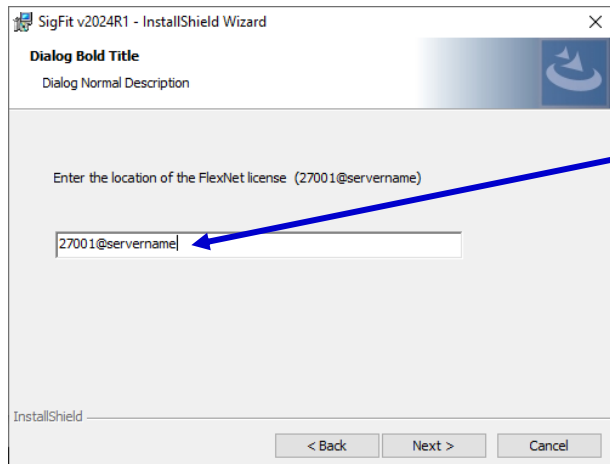 SigFit v2024R1 - InstallShield Wizard
Dialog Bold Title
Dialog Normal Description
Enter the location of the FlexNet license (27001@servername)
27001@servername
InstallShield
< Back Next > Cancel